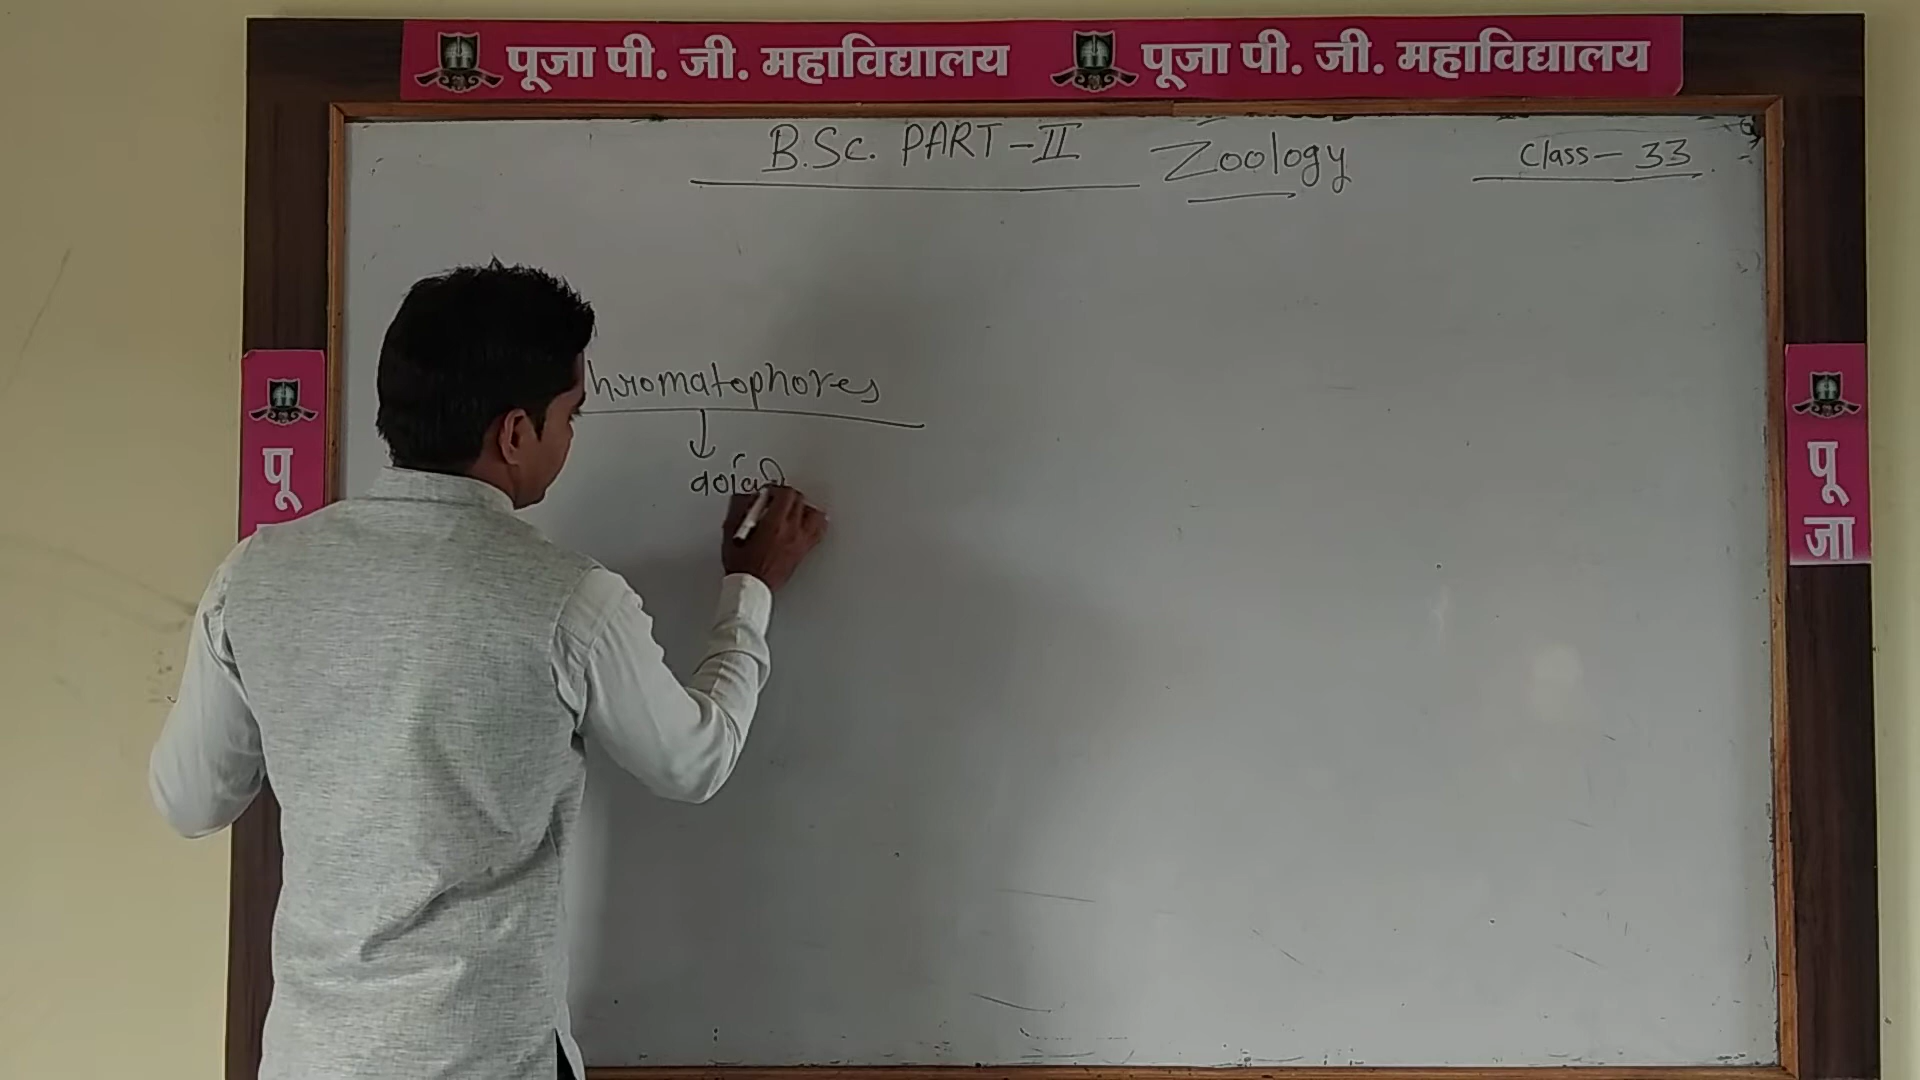 पूजा पी. जी. महाविद्यालय पूजा पी. जी. महाविद्यालय
B.Sc. PART-II Zoology Class-33
hromatophores
पू
पू
जा